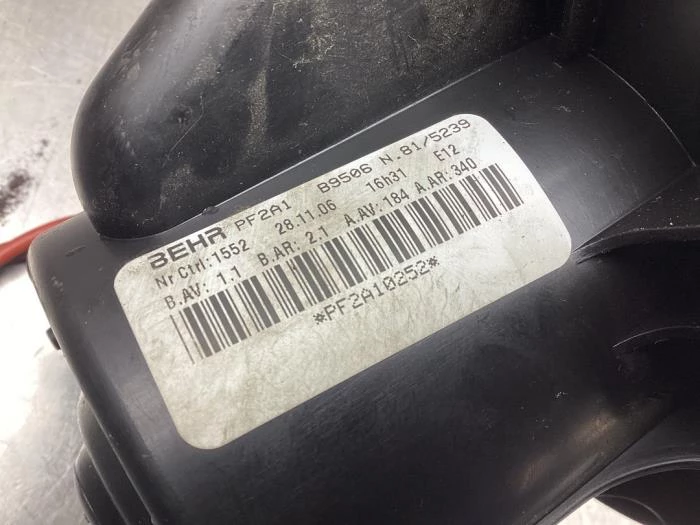 BEHR PF2A1 B9506 N.81/5239
Nr Ctrl:1552 28.11.06 16h31 E12
B.AV: 1.1 B.AR: 2.1 A.AV:184 A.AR:340
*PF2A10252*